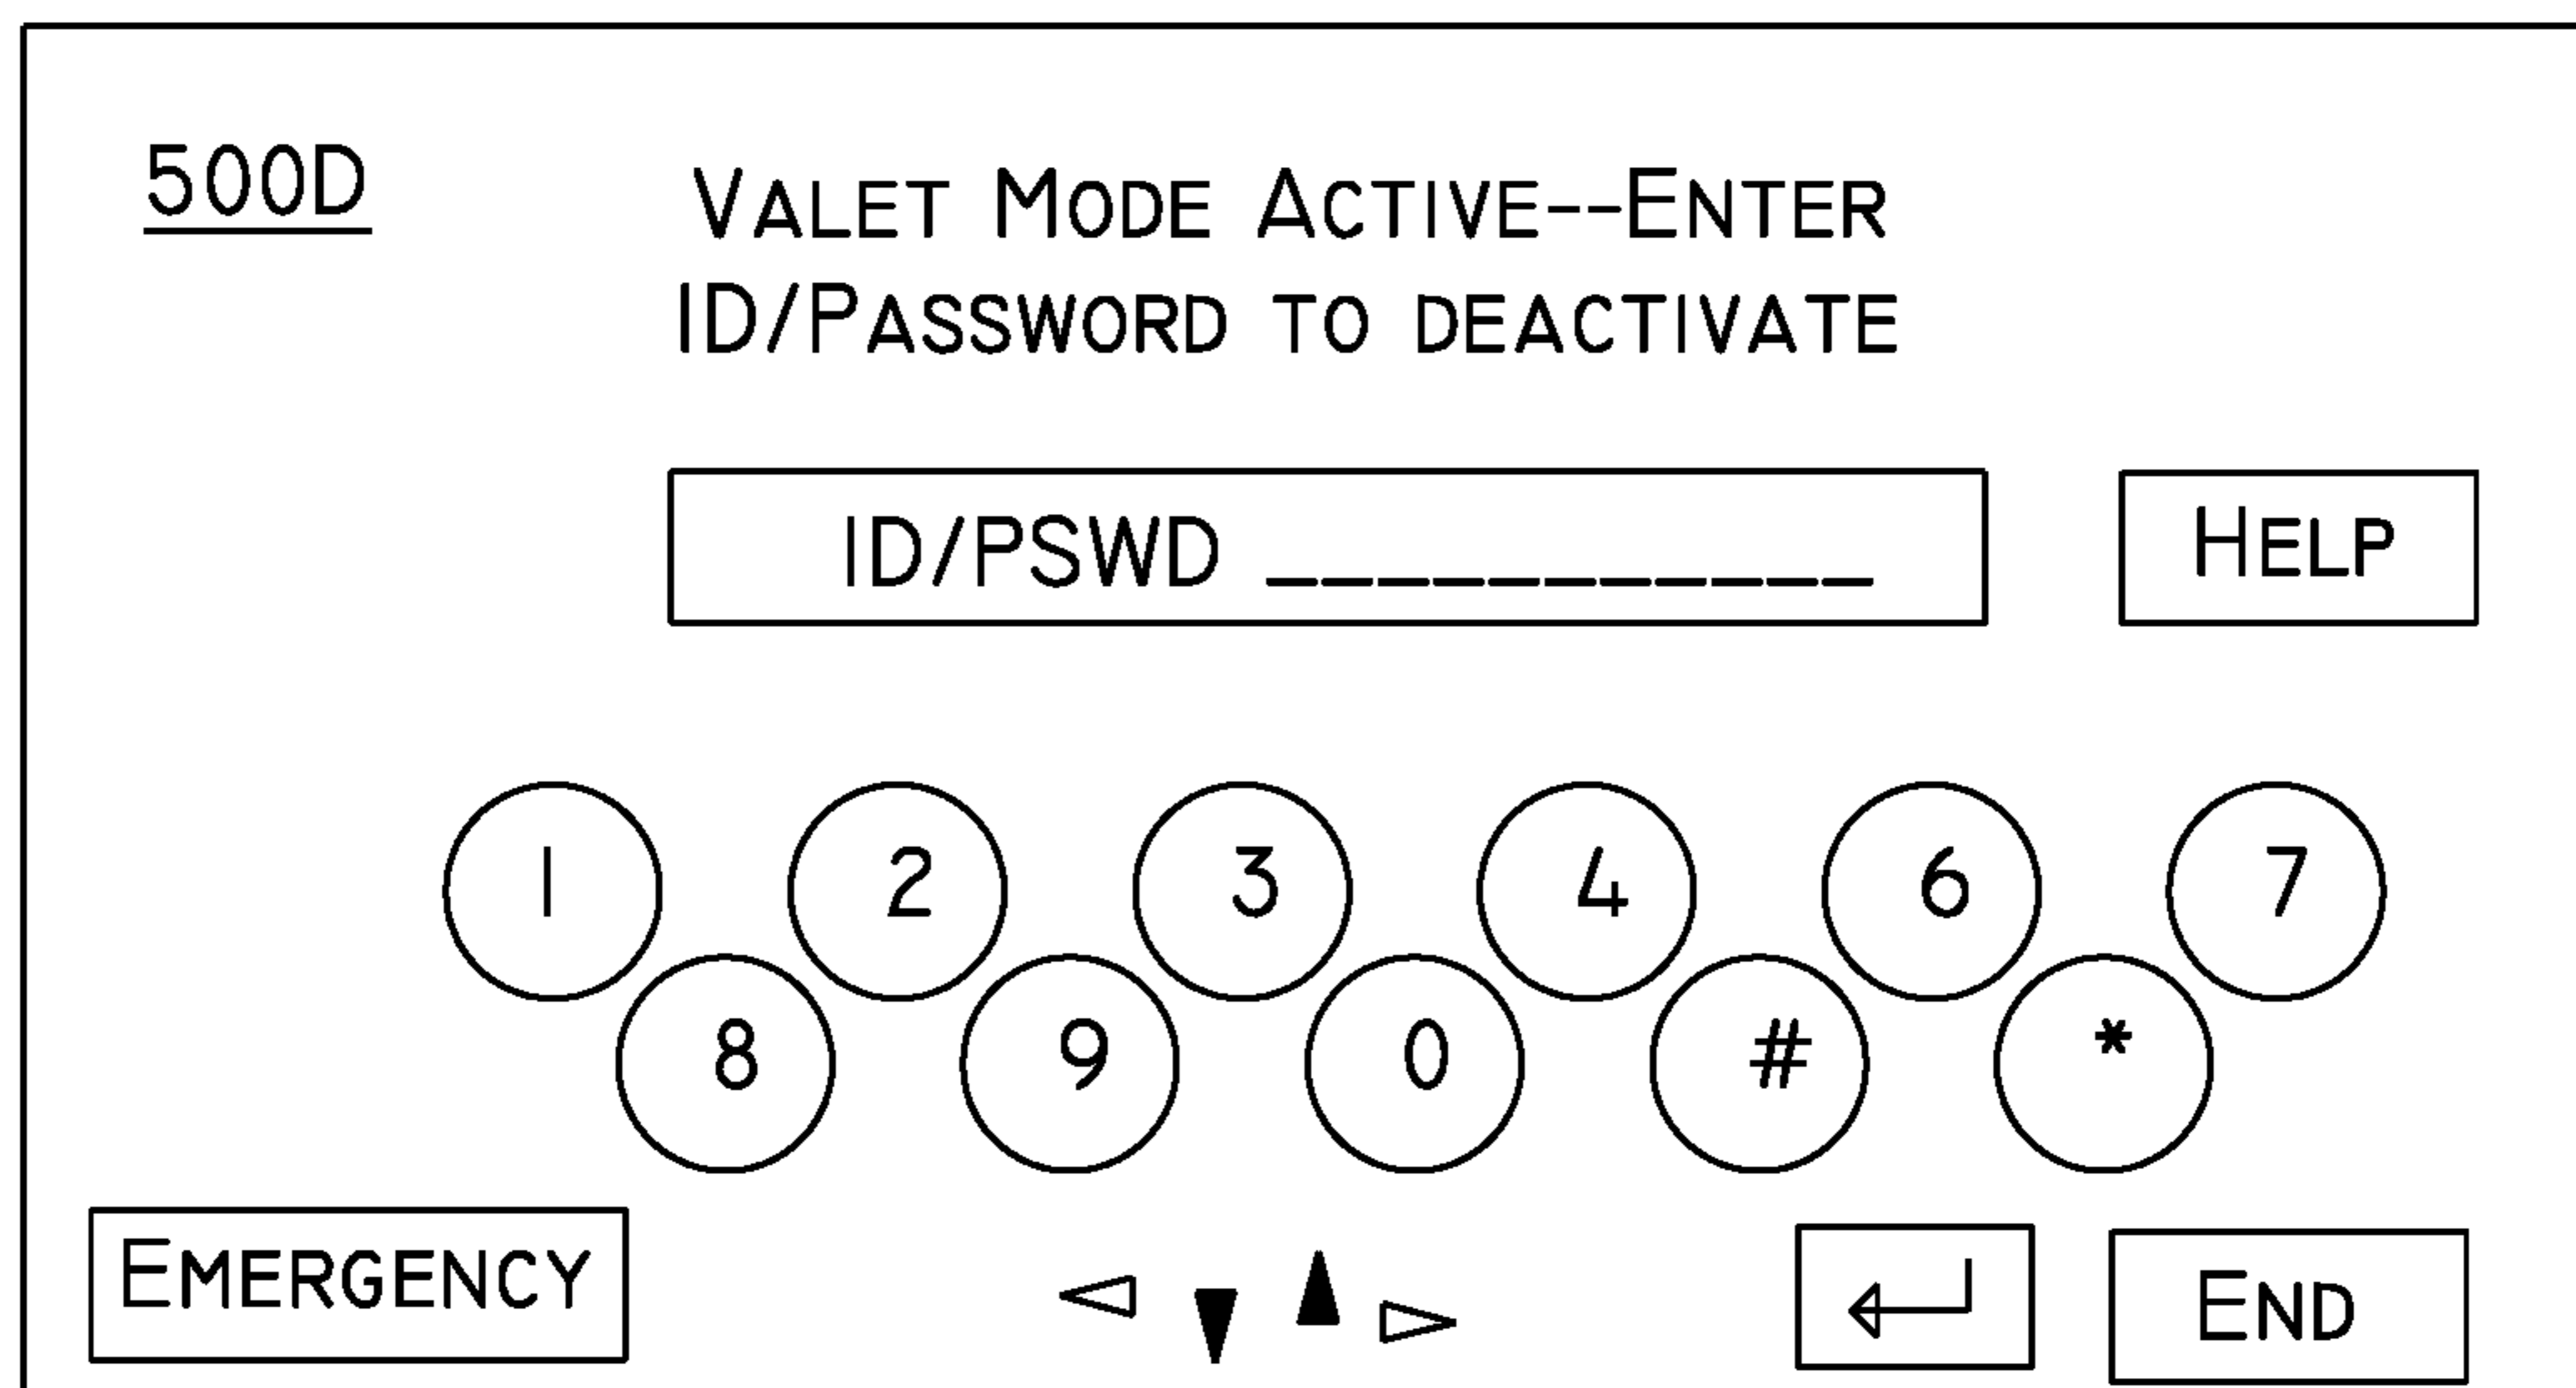 500D
VALET MODE ACTIVE--ENTER
ID/PASSWORD TO DEACTIVATE
ID/PSWD ___________
HELP
1 2 3 4 6 7
8 9 0 # *
EMERGENCY
END